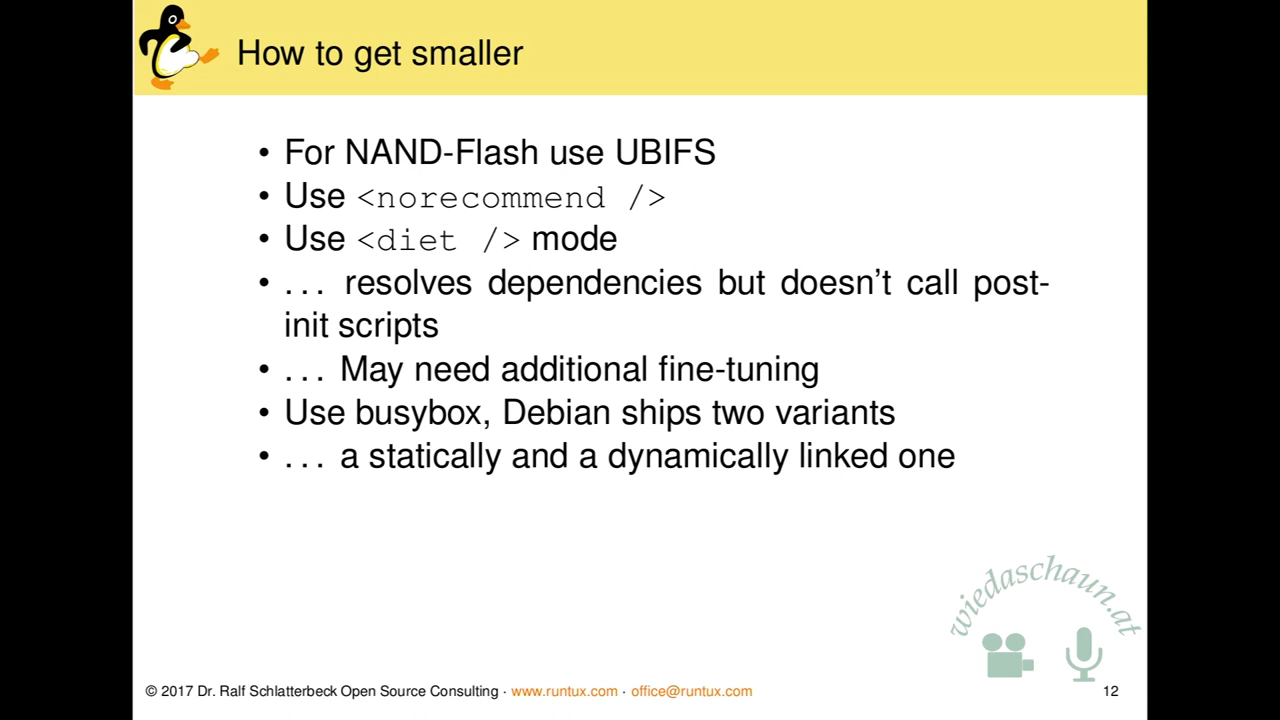 How to get smaller
• For NAND-Flash use UBIFS
• Use <norecommend />
• Use <diet /> mode
• ... resolves dependencies but doesn't call post-
init scripts
• ... May need additional fine-tuning
• Use busybox, Debian ships two variants
• ... a statically and a dynamically linked one
wiedaschaun.at
© 2017 Dr. Ralf Schlatterbeck Open Source Consulting · www.runtux.com · office@runtux.com 12